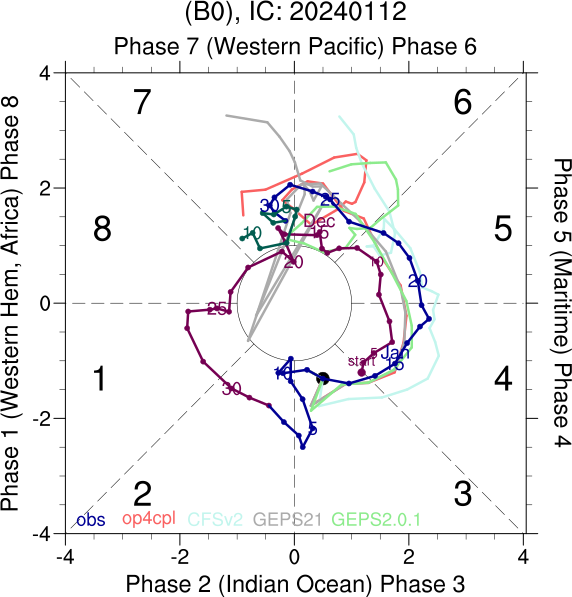 (B0), IC: 20240112
Phase 7 (Western Pacific) Phase 6
Phase 1 (Western Hem, Africa) Phase 8
Phase 5 (Maritime) Phase 4
4
2
0
-2
-4
7
6
8
5
1
4
2
3
30
5
25
Dec
15
10
20
0
20
25
start
5
Jan
15
10
30
5
obs
op4cpl
CFSv2
GEPS21
GEPS2.0.1
-4
-2
0
2
4
Phase 2 (Indian Ocean) Phase 3